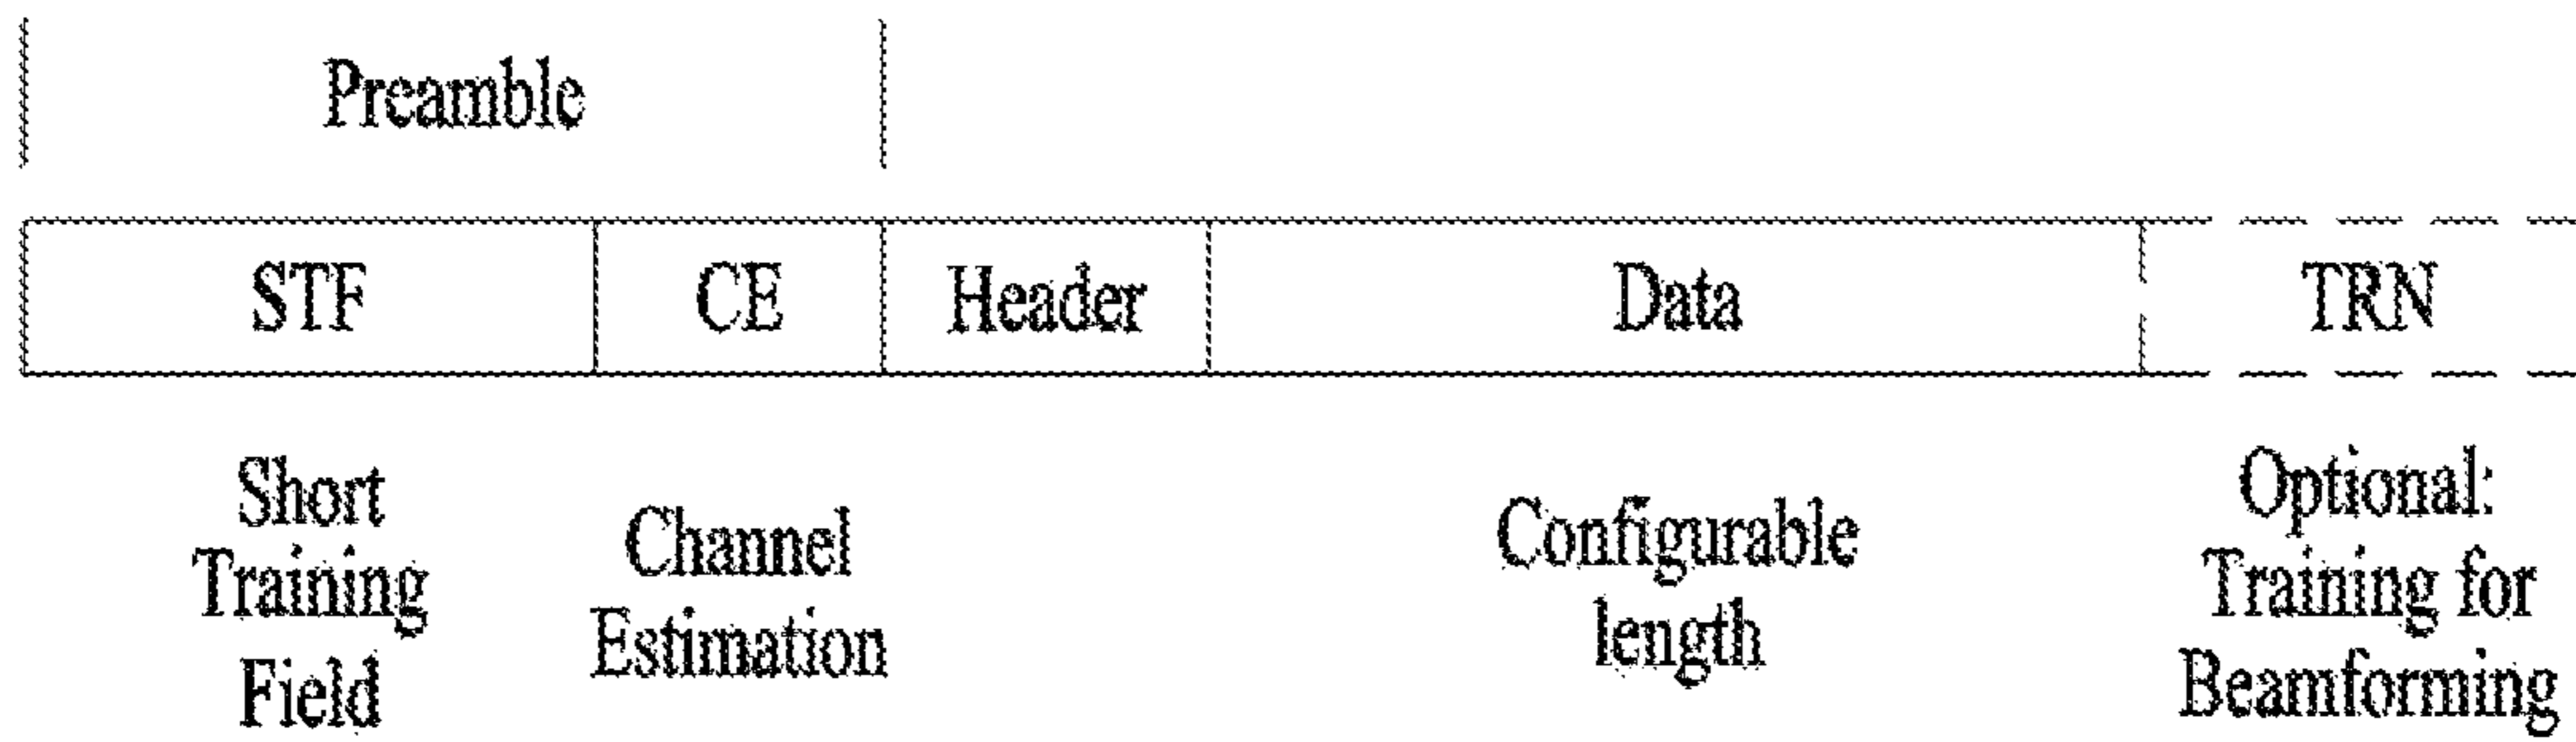 Preamble
STF CE Header Data TRN
Short
Training
Field
Channel
Estimation
Configurable
length
Optional:
Training for
Beamforming